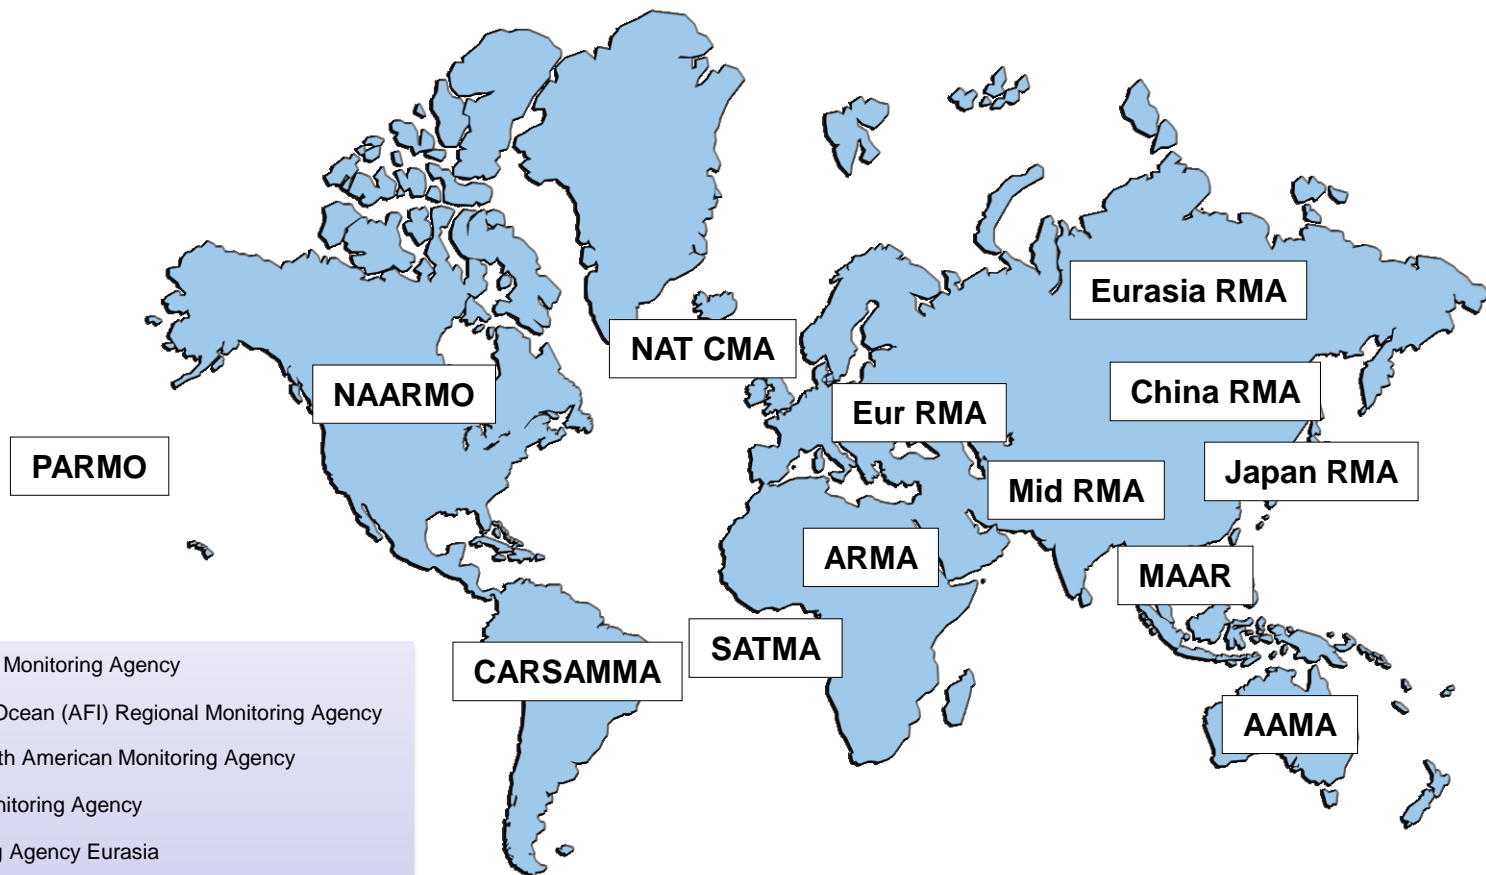 Eurasia RMA
NAT CMA
NAARMO
China RMA
Eur RMA
PARMO
Japan RMA
Mid RMA
ARMA
MAAR
SATMA
CARSAMMA
AAMA
Monitoring Agency
Ocean (AFI) Regional Monitoring Agency
th American Monitoring Agency
nitoring Agency
g Agency Eurasia